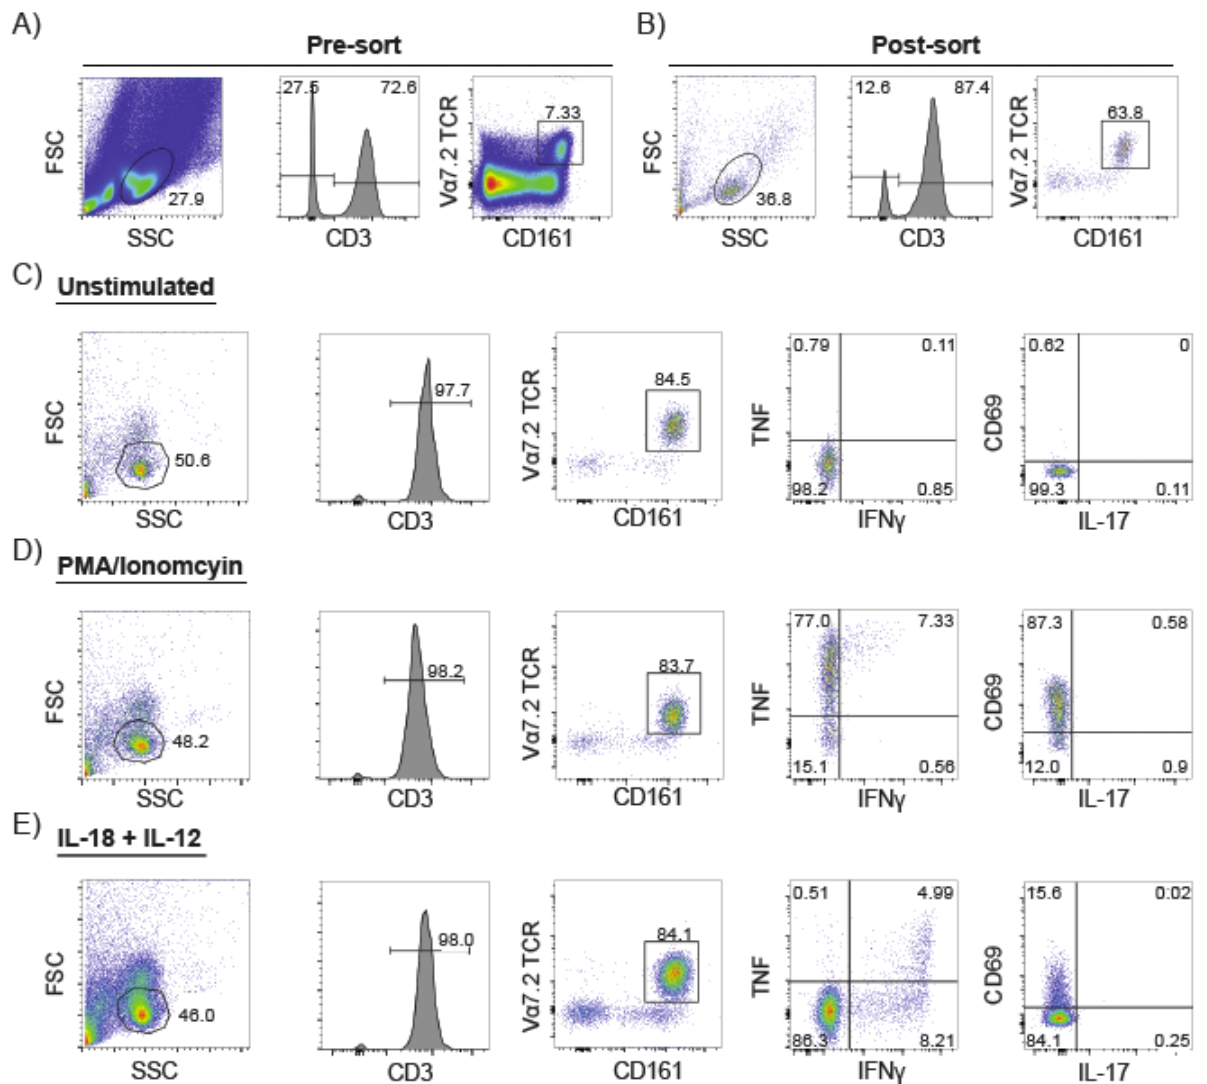 A)
Pre-sort
FSC
27.9
SSC
27.5 72.6
CD3
Vα7.2 TCR
7.33
CD161
B)
Post-sort
FSC
36.8
SSC
12.6 87.4
CD3
Vα7.2 TCR
63.8
CD161
C) Unstimulated
FSC
50.6
SSC
97.7
CD3
Vα7.2 TCR
84.5
CD161
TNF
0.79 0.11
98.2 0.85
IFNγ
CD69
0.62 0
99.3 0.11
IL-17
D) PMA/Ionomcyin
FSC
48.2
SSC
98.2
CD3
Vα7.2 TCR
83.7
CD161
TNF
77.0 7.33
15.1 0.56
IFNγ
CD69
87.3 0.58
12.0 0.9
IL-17
E) IL-18 + IL-12
FSC
46.0
SSC
98.0
CD3
Vα7.2 TCR
84.1
CD161
TNF
0.51 4.99
86.3 8.21
IFNγ
CD69
15.6 0.02
84.1 0.25
IL-17